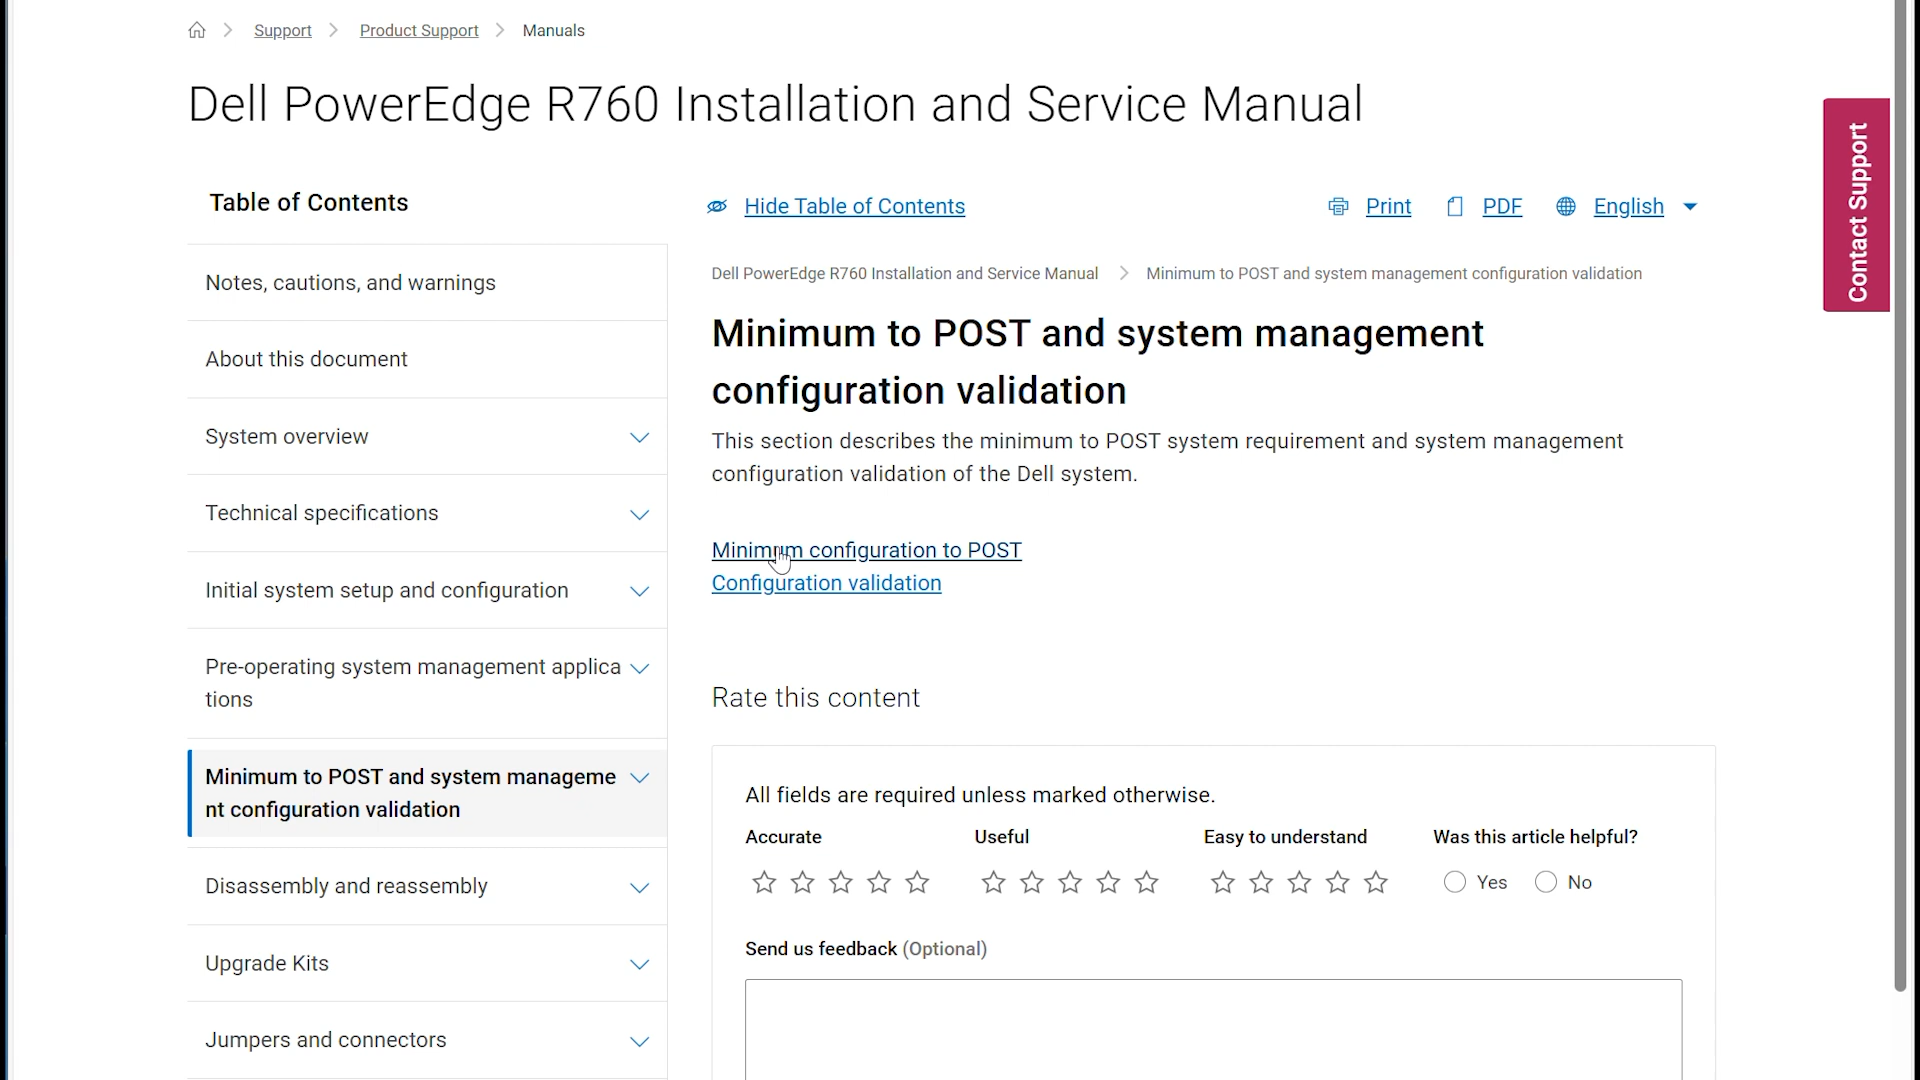 Support
Product Support
Manuals
Dell PowerEdge R760 Installation and Service Manual
Contact Support
Table of Contents
Hide Table of Contents
Print
PDF
English
Notes, cautions, and warnings
About this document
System overview
Technical specifications
Initial system setup and configuration
Pre-operating system management applica
tions
Minimum to POST and system manageme
nt configuration validation
Disassembly and reassembly
Upgrade Kits
Jumpers and connectors
Dell PowerEdge R760 Installation and Service Manual
Minimum to POST and system management configuration validation
Minimum to POST and system management
configuration validation
This section describes the minimum to POST system requirement and system management
configuration validation of the Dell system.
Minimum configuration to POST
Configuration validation
Rate this content
All fields are required unless marked otherwise.
Accurate
Useful
Easy to understand
Was this article helpful?
Yes
No
Send us feedback (Optional)